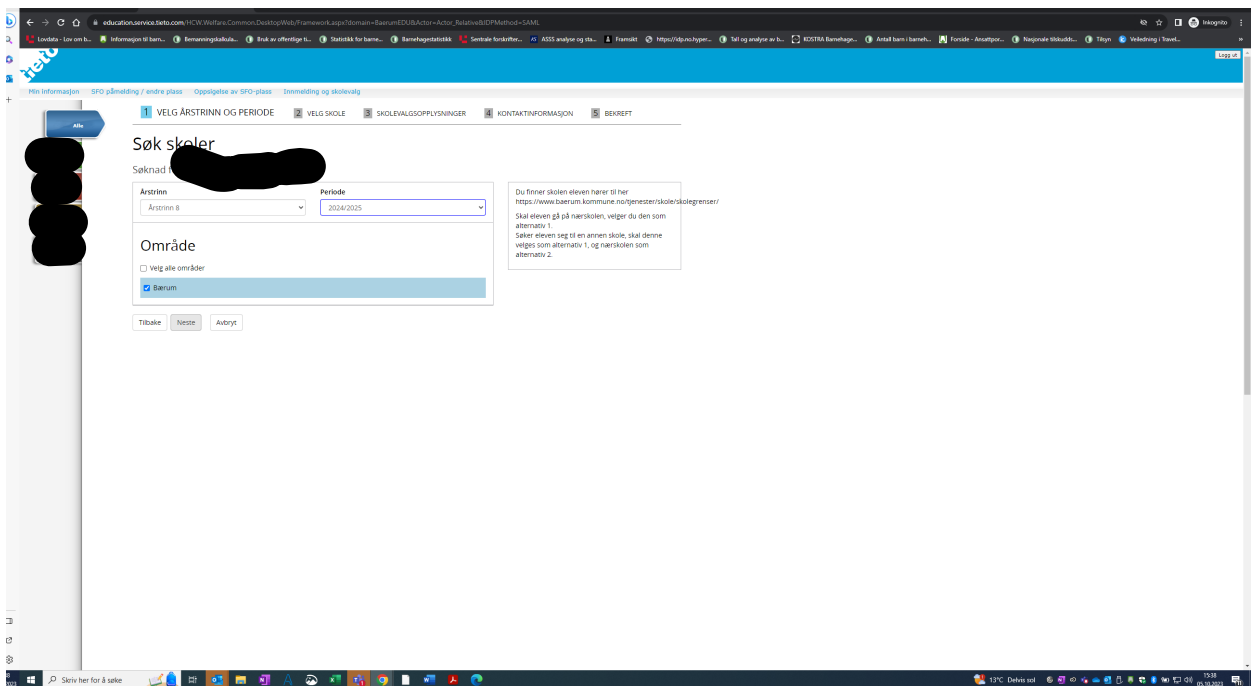 education.service.tieto.com/HCW.Welfare.Common.DesktopWeb/Framework.aspx?domain=BaerumEDU&Actor=Actor_Relative&IDPMethod=SAML
Inkognito
Lovdata - Lov om b... Informasjon til barn... Bemanningskalkula... Bruk av offentlige ti... Statistikk for barne... Barnehagestatistikk Sentrale forskrifter... ASSS analyse og sta... Framsikt https://idp.no.hyper... Tall og analyse av b... KOSTRA Barnehage... Antall barn i barneh... Forside - Ansattpor... Nasjonale tilskudds... Tilsyn Veiledning i Travel... »
tieto
Logg ut
Min informasjon SFO påmelding / endre plass Oppsigelse av SFO-plass Innmelding og skolevalg
1 VELG ÅRSTRINN OG PERIODE 2 VELG SKOLE 3 SKOLEVALGSOPPLYSNINGER 4 KONTAKTINFORMASJON 5 BEKREFT
Alle
Søk skoler
Søknad
Årstrinn Periode
Årstrinn 8 2024/2025
Område
Velg alle områder
Bærum
Tilbake Neste Avbryt
Du finner skolen eleven hører til her
https://www.baerum.kommune.no/tjenester/skole/skolegrenser/
Skal eleven gå på nærskolen, velger du den som
alternativ 1.
Søker eleven seg til en annen skole, skal denne
velges som alternativ 1, og nærskolen som
alternativ 2.
Skriv her for å søke
13°C Delvis sol
15:38
05.10.2023